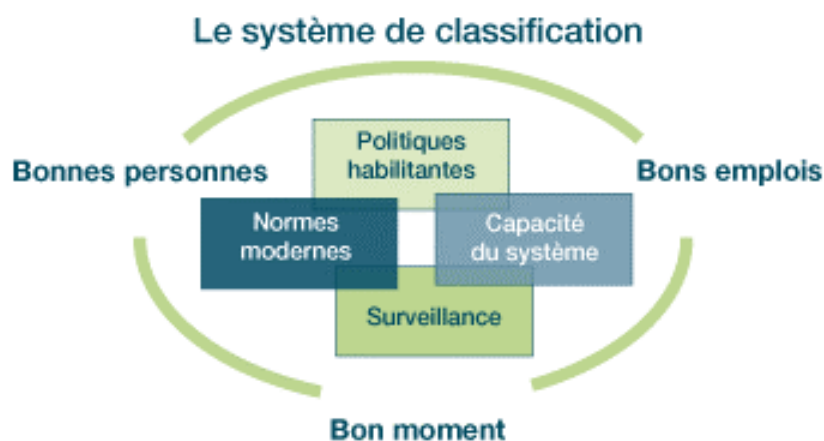 Le système de classification
Politiques
habilitantes
Bonnes personnes
Bons emplois
Normes
modernes
Capacité
du système
Surveillance
Bon moment